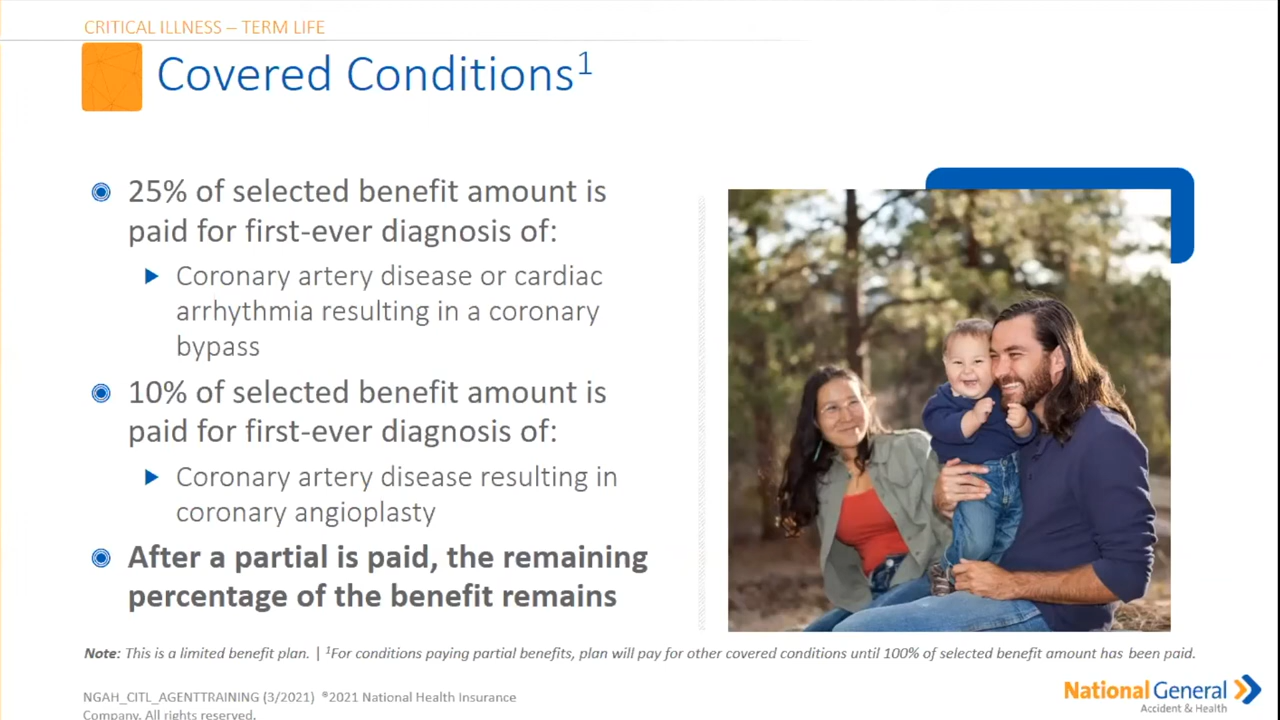 CRITICAL ILLNESS – TERM LIFE
Covered Conditions¹
25% of selected benefit amount is
paid for first-ever diagnosis of:
Coronary artery disease or cardiac
arrhythmia resulting in a coronary
bypass
10% of selected benefit amount is
paid for first-ever diagnosis of:
Coronary artery disease resulting in
coronary angioplasty
After a partial is paid, the remaining
percentage of the benefit remains
Note: This is a limited benefit plan. | ¹For conditions paying partial benefits, plan will pay for other covered conditions until 100% of selected benefit amount has been paid.
NGAH_CITL_AGENTTRAINING (3/2021) ®2021 National Health Insurance
Company. All rights reserved.
National General
Accident & Health